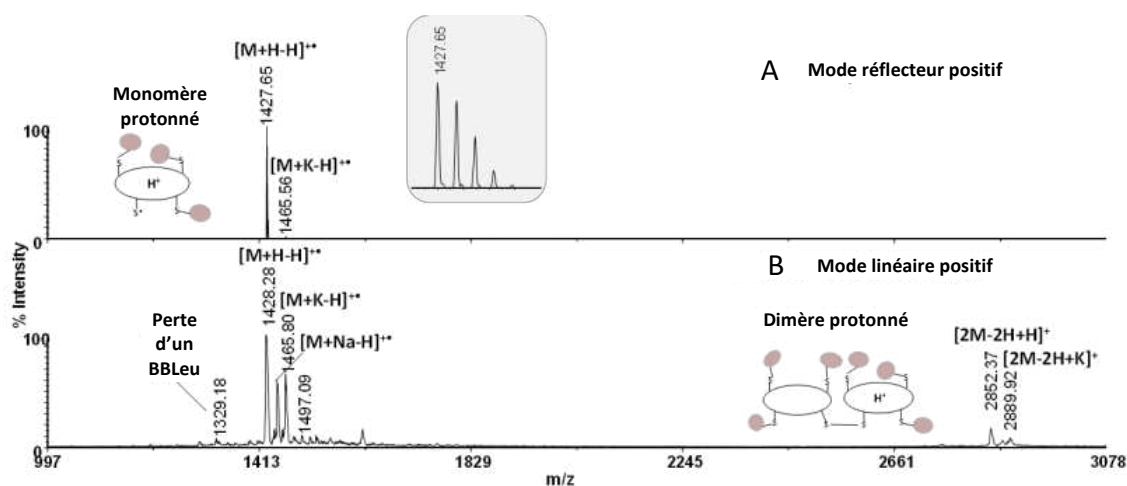 [M+H-H]⁺•
1427.65
1427.65
A Mode réflecteur positif
Monomère
protonné
100
[M+K-H]⁺•
1465.56
S
S
H⁺
S•
S
0
% Intensity
[M+H-H]⁺•
1428.28
[M+K-H]⁺•
1465.80
[M+Na-H]⁺•
B Mode linéaire positif
Perte
d'un
BBLeu
100
1329.18
1497.09
Dimère protonné
S
S
S
S
H⁺
S
S
S
S
[2M-2H+H]⁺
2852.37
[2M-2H+K]⁺
2889.92
0
997
1413
1829
2245
2661
3078
m/z